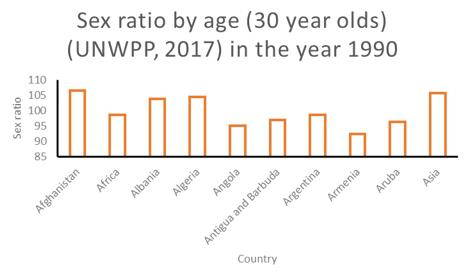 Sex ratio by age (30 year olds)
(UNWPP, 2017) in the year 1990
110
105
100
95
90
85
Sex ratio
Afghanistan
Africa
Albania
Algeria
Angola
Antigua and Barbuda
Argentina
Armenia
Aruba
Asia
Country